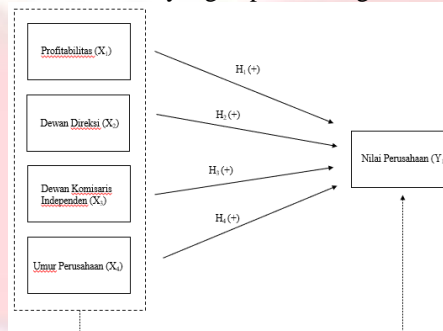 Profitabilitas (X₁)
H₁ (+)
Dewan Direksi (X₂)
H₂ (+)
Nilai Perusahaan (Y
Dewan Komisaris
Independen (X₃)
H₃ (+)
H₄ (+)
Umur Perusahaan (X₄)